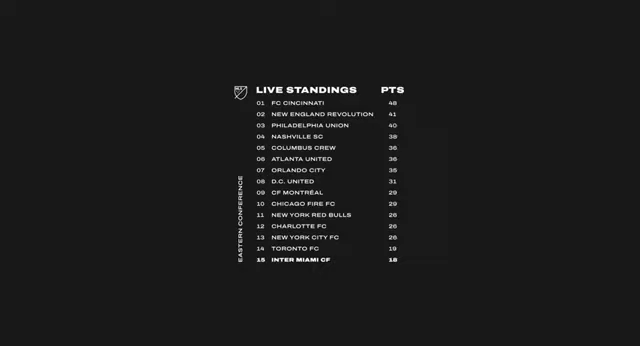 LIVE STANDINGS PTS
01 FC CINCINNATI 48
02 NEW ENGLAND REVOLUTION 41
03 PHILADELPHIA UNION 40
04 NASHVILLE SC 38
05 COLUMBUS CREW 36
06 ATLANTA UNITED 36
07 ORLANDO CITY 35
08 D.C. UNITED 31
09 CF MONTRÉAL 29
10 CHICAGO FIRE FC 29
11 NEW YORK RED BULLS 26
12 CHARLOTTE FC 26
13 NEW YORK CITY FC 26
14 TORONTO FC 19
15 INTER MIAMI CF 18
EASTERN CONFERENCE